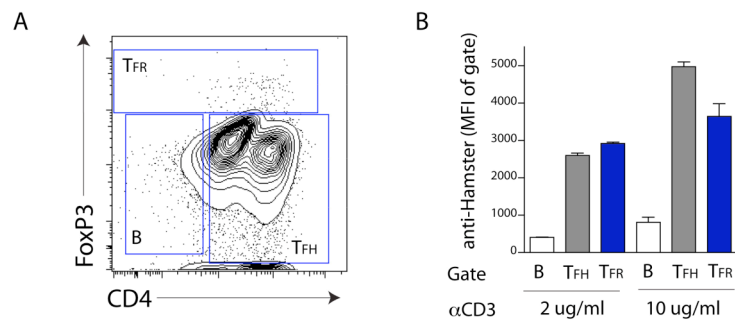 A
FoxP3
CD4
TFR
B
TFH
B
anti-Hamster (MFI of gate)
5000
4000
3000
2000
1000
0
Gate B TFH TFR B TFH TFR
αCD3 2 ug/ml 10 ug/ml